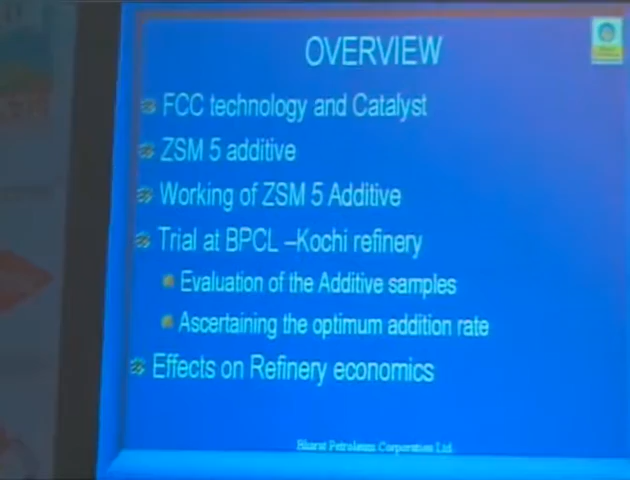 OVERVIEW
FCC technology and Catalyst
ZSM 5 additive
Working of ZSM 5 Additive
Trial at BPCL –Kochi refinery
Evaluation of the Additive samples
Ascertaining the optimum addition rate
Effects on Refinery economics
Bharat Petroleum Corporation Ltd.